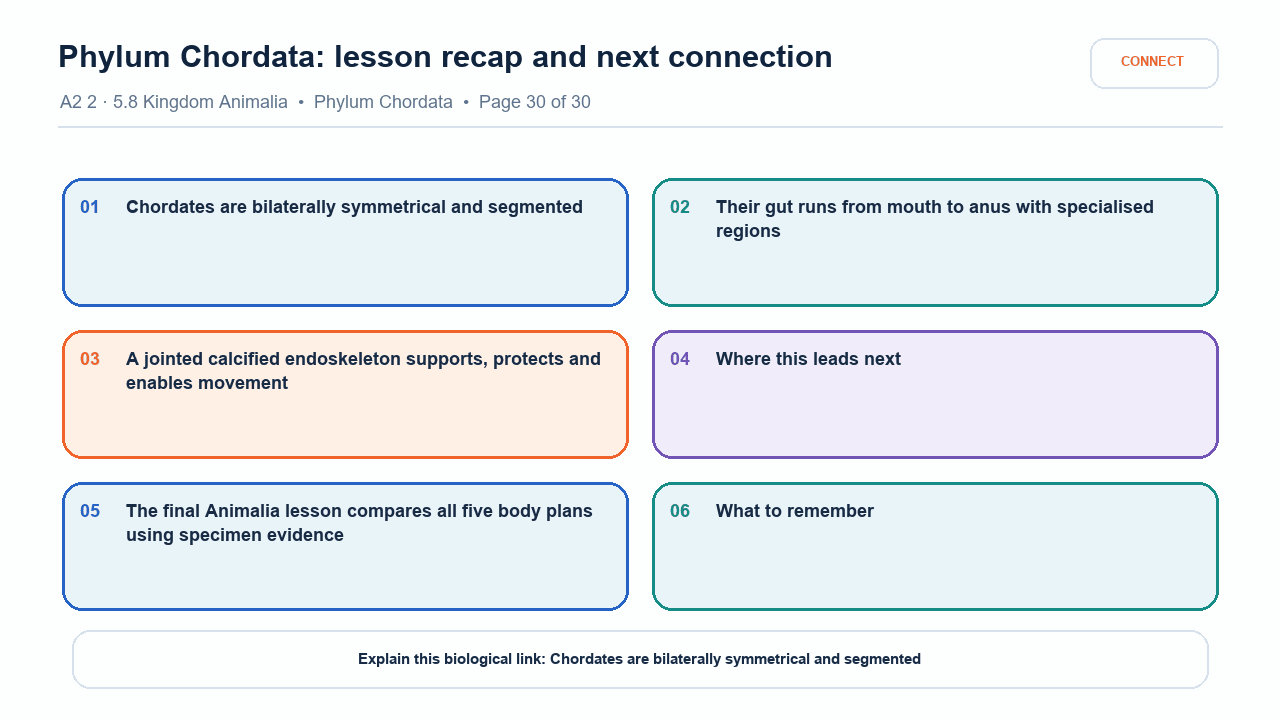 Phylum Chordata: lesson recap and next connection
CONNECT
A2 2 · 5.8 Kingdom Animalia • Phylum Chordata • Page 30 of 30
01 Chordates are bilaterally symmetrical and segmented
02 Their gut runs from mouth to anus with specialised
regions
03 A jointed calcified endoskeleton supports, protects and
enables movement
04 Where this leads next
05 The final Animalia lesson compares all five body plans
using specimen evidence
06 What to remember
Explain this biological link: Chordates are bilaterally symmetrical and segmented